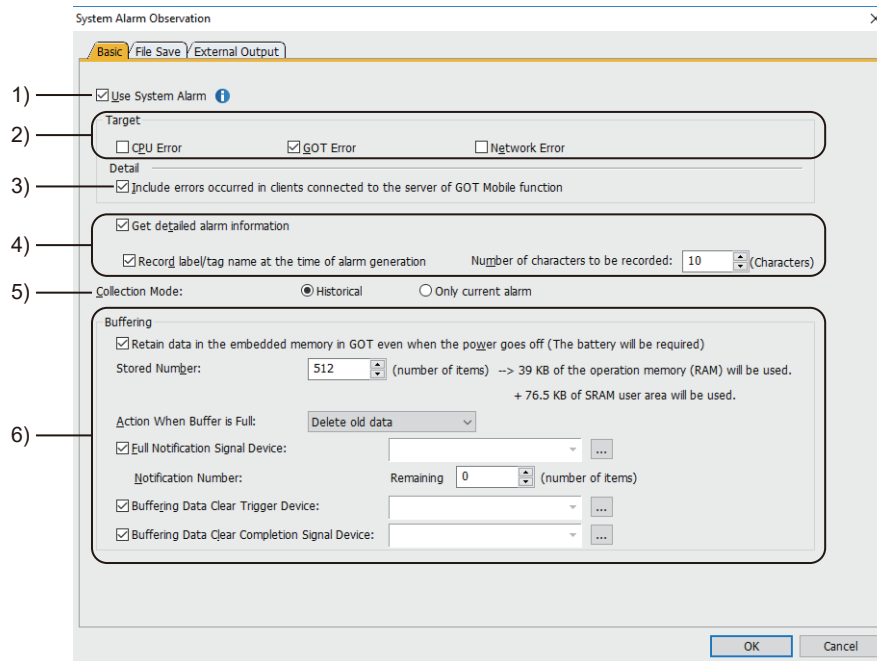 System Alarm Observation
Basic File Save External Output
1) Use System Alarm
Target
2)
CPU Error GOT Error Network Error
Detail
3) Include errors occurred in clients connected to the server of GOT Mobile function
Get detailed alarm information
4)
Record label/tag name at the time of alarm generation Number of characters to be recorded: 10 (Characters)
5) Collection Mode: Historical Only current alarm
Buffering
Retain data in the embedded memory in GOT even when the power goes off (The battery will be required)
Stored Number: 512 (number of items) --> 39 KB of the operation memory (RAM) will be used.
+ 76.5 KB of SRAM user area will be used.
Action When Buffer is Full: Delete old data
6)
Full Notification Signal Device: ...
Notification Number: Remaining 0 (number of items)
Buffering Data Clear Trigger Device: ...
Buffering Data Clear Completion Signal Device: ...
OK Cancel